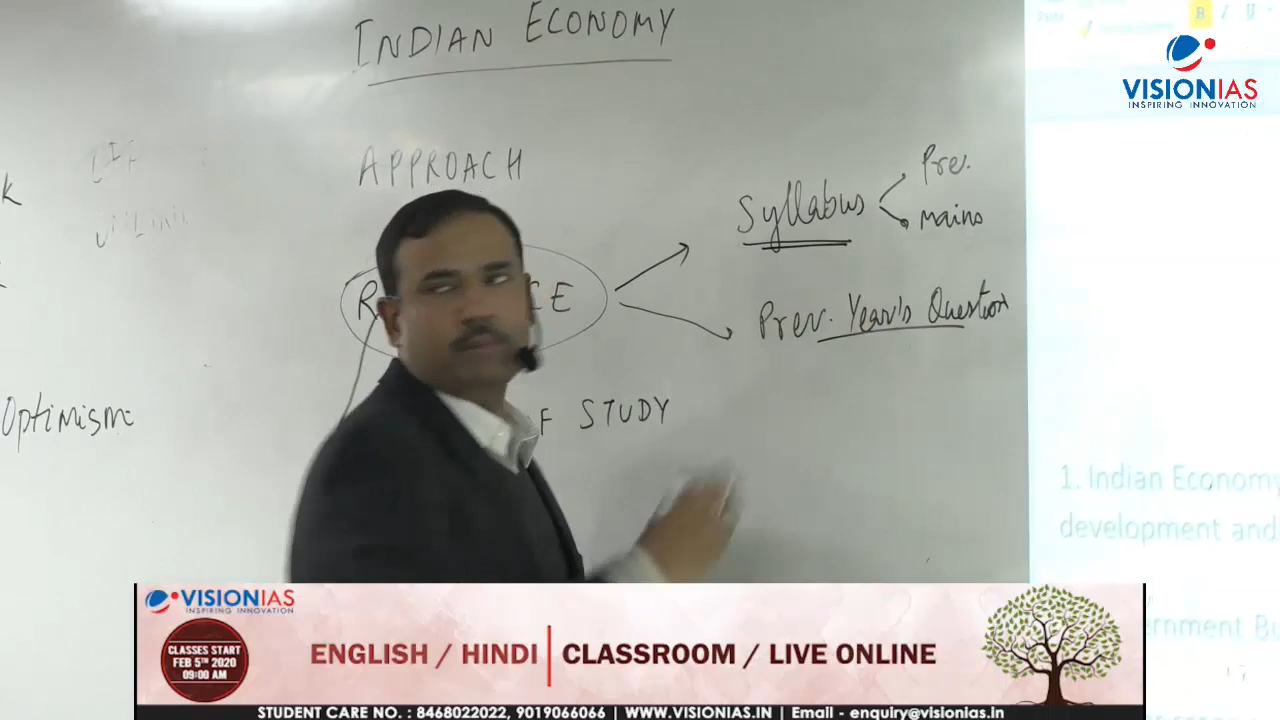 INDIAN ECONOMY
VISIONIAS
INSPIRING INNOVATION
APPROACH
Pre.
Syllabus
mains
k
R
E
Prev. Year's Question
Optimism
F STUDY
1. Indian Economy
development and
ernment Bu
VISIONIAS
INSPIRING INNOVATION
CLASSES START
FEB 5TH 2020
09:00 AM
ENGLISH / HINDI CLASSROOM / LIVE ONLINE
STUDENT CARE NO. : 8468022022, 9019066066 | WWW.VISIONIAS.IN | Email - enquiry@visionias.in